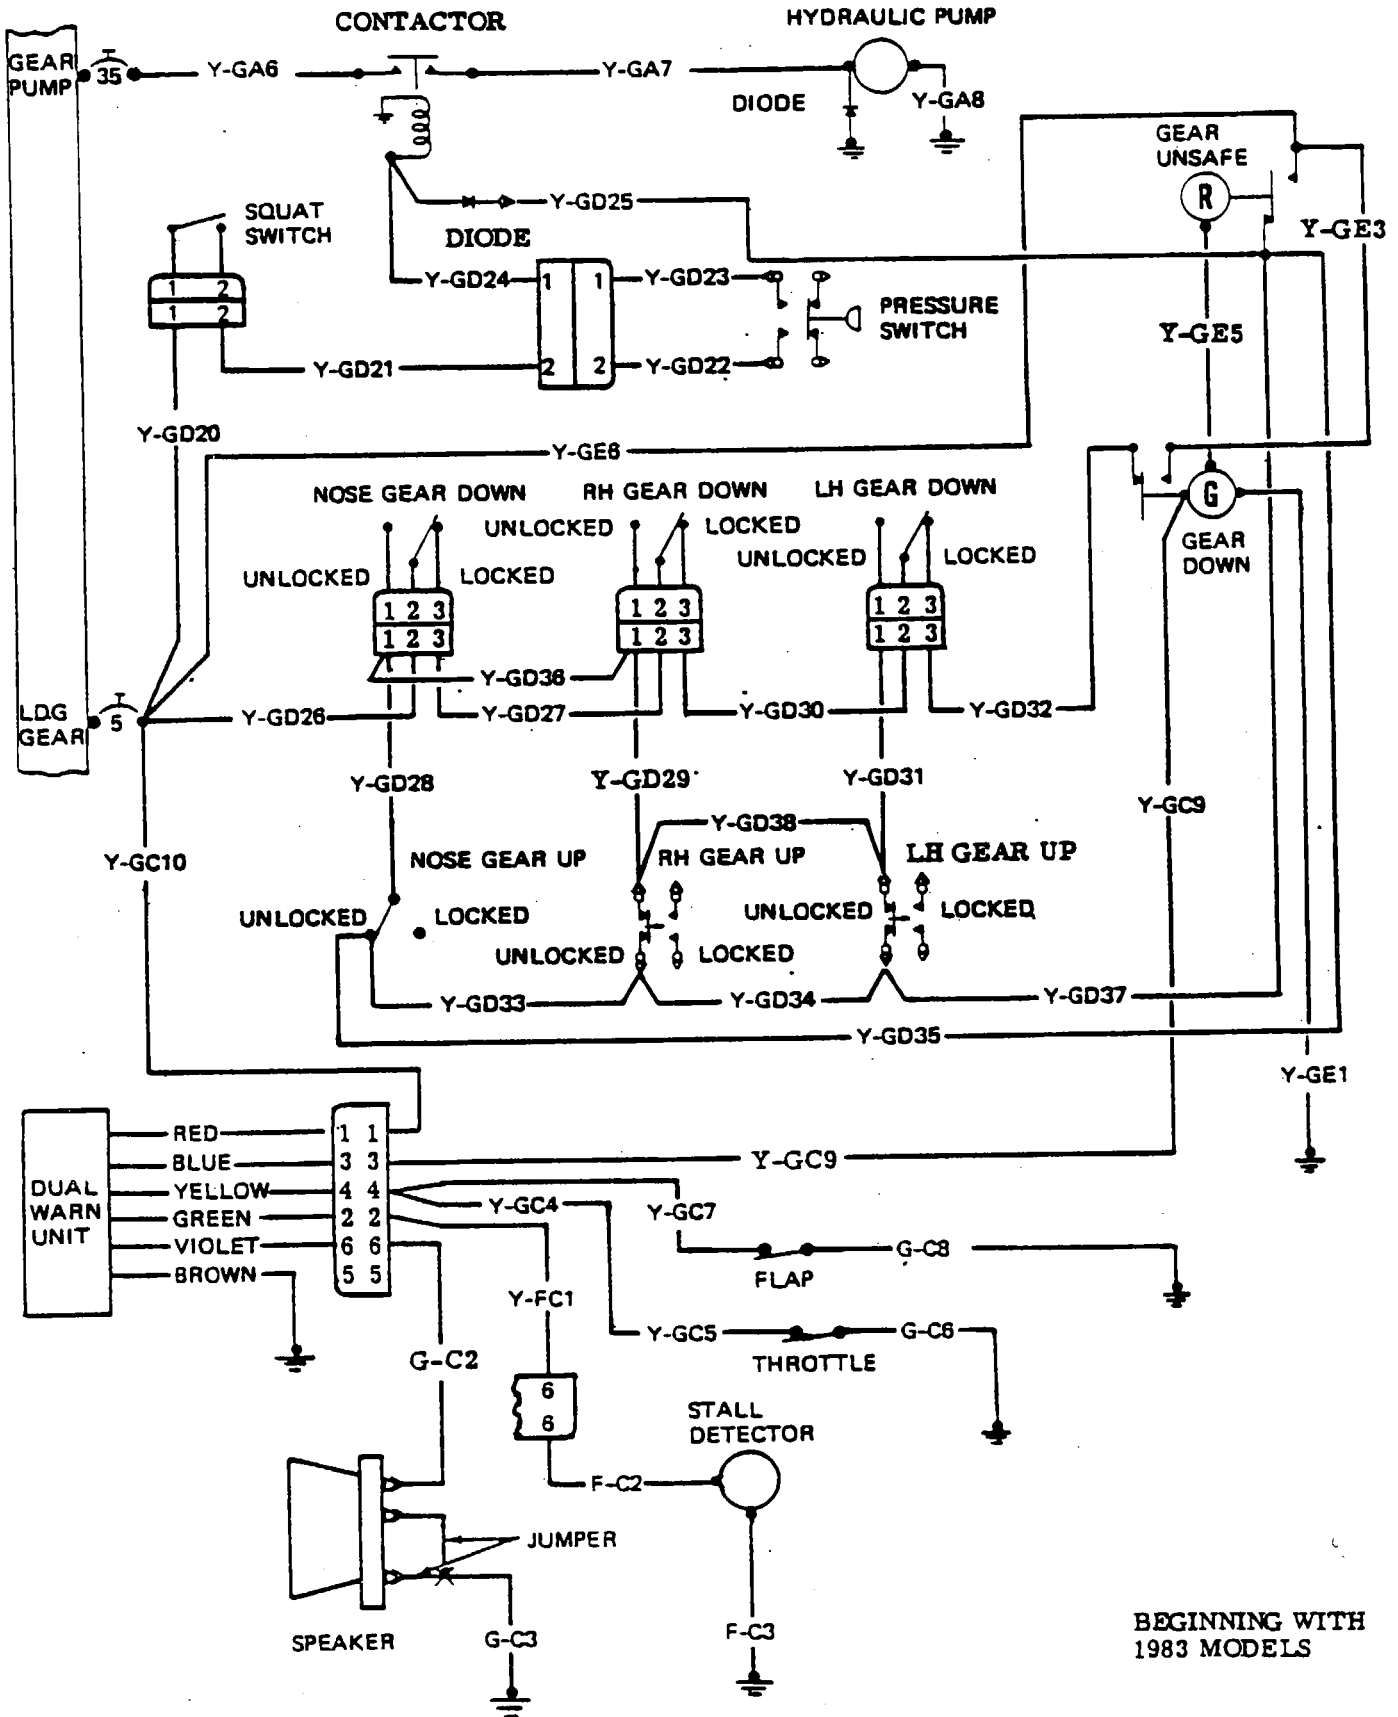 CONTACTOR
HYDRAULIC PUMP
GEAR
PUMP
35
Y-GA6
Y-GA7
DIODE
Y-GA8
GEAR
UNSAFE
R
SQUAT
SWITCH
Y-GD25
DIODE
Y-GE3
1 2
1 2
Y-GD24
1 1
Y-GD23
PRESSURE
SWITCH
Y-GE5
Y-GD21
2 2
Y-GD22
Y-GD20
Y-GE6
NOSE GEAR DOWN
RH GEAR DOWN
LH GEAR DOWN
UNLOCKED
LOCKED
UNLOCKED
LOCKED
UNLOCKED
LOCKED
G
GEAR
DOWN
1 2 3
1 2 3
1 2 3
1 2 3
1 2 3
1 2 3
Y-GD36
LDG
GEAR
5
Y-GD26
Y-GD27
Y-GD30
Y-GD32
Y-GD28
Y-GD29
Y-GD31
Y-GC9
Y-GD38
Y-GC10
NOSE GEAR UP
RH GEAR UP
LH GEAR UP
UNLOCKED
LOCKED
UNLOCKED
LOCKED
UNLOCKED
LOCKED
Y-GD33
Y-GD34
Y-GD37
Y-GD35
Y-GE1
DUAL
WARN
UNIT
RED
1 1
BLUE
3 3
Y-GC9
YELLOW
4 4
Y-GC4
Y-GC7
GREEN
2 2
VIOLET
6 6
BROWN
5 5
G-C8
FLAP
Y-FC1
Y-GC5
G-C6
THROTTLE
G-C2
6
6
STALL
DETECTOR
F-C2
JUMPER
SPEAKER
G-C3
F-C3
BEGINNING WITH
1983 MODELS